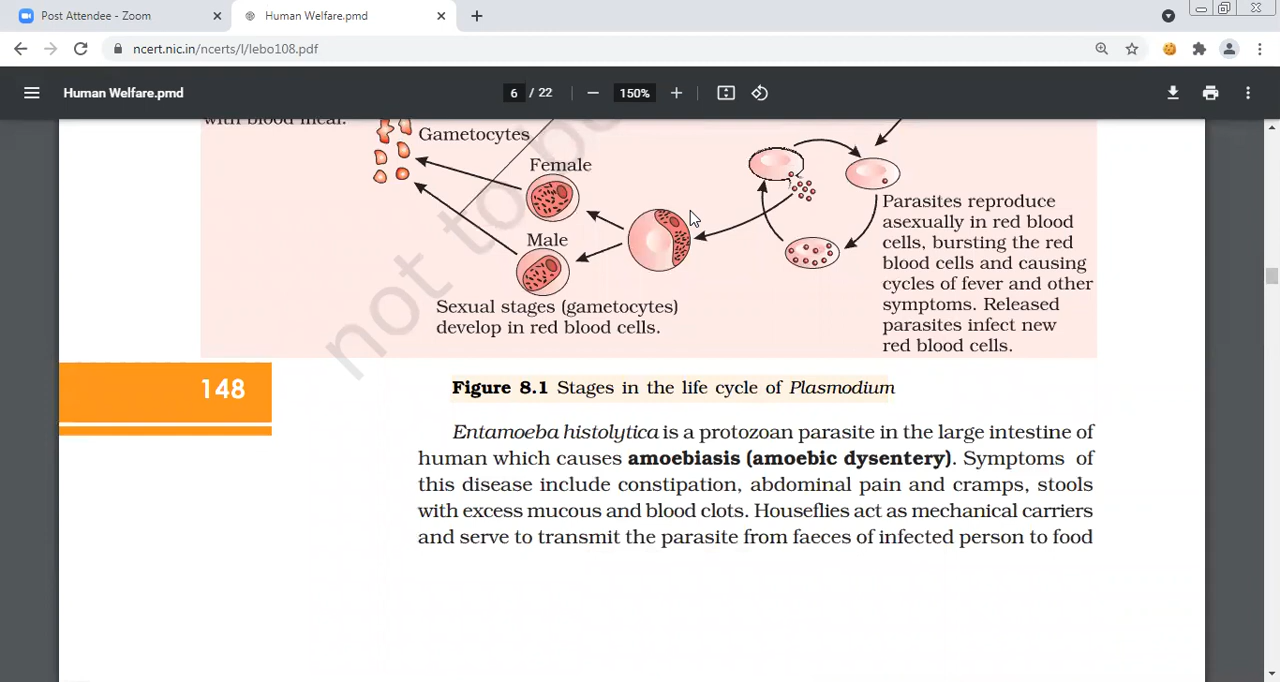 Post Attendee - Zoom
Human Welfare.pmd
ncert.nic.in/ncerts/l/lebo108.pdf
Human Welfare.pmd
6 / 22
150%
with blood meal.
Gametocytes
Female
Male
Sexual stages (gametocytes)
develop in red blood cells.
Parasites reproduce
asexually in red blood
cells, bursting the red
blood cells and causing
cycles of fever and other
symptoms. Released
parasites infect new
red blood cells.
not to be
148
Figure 8.1 Stages in the life cycle of Plasmodium
Entamoeba histolytica is a protozoan parasite in the large intestine of
human which causes amoebiasis (amoebic dysentery). Symptoms of
this disease include constipation, abdominal pain and cramps, stools
with excess mucous and blood clots. Houseflies act as mechanical carriers
and serve to transmit the parasite from faeces of infected person to food